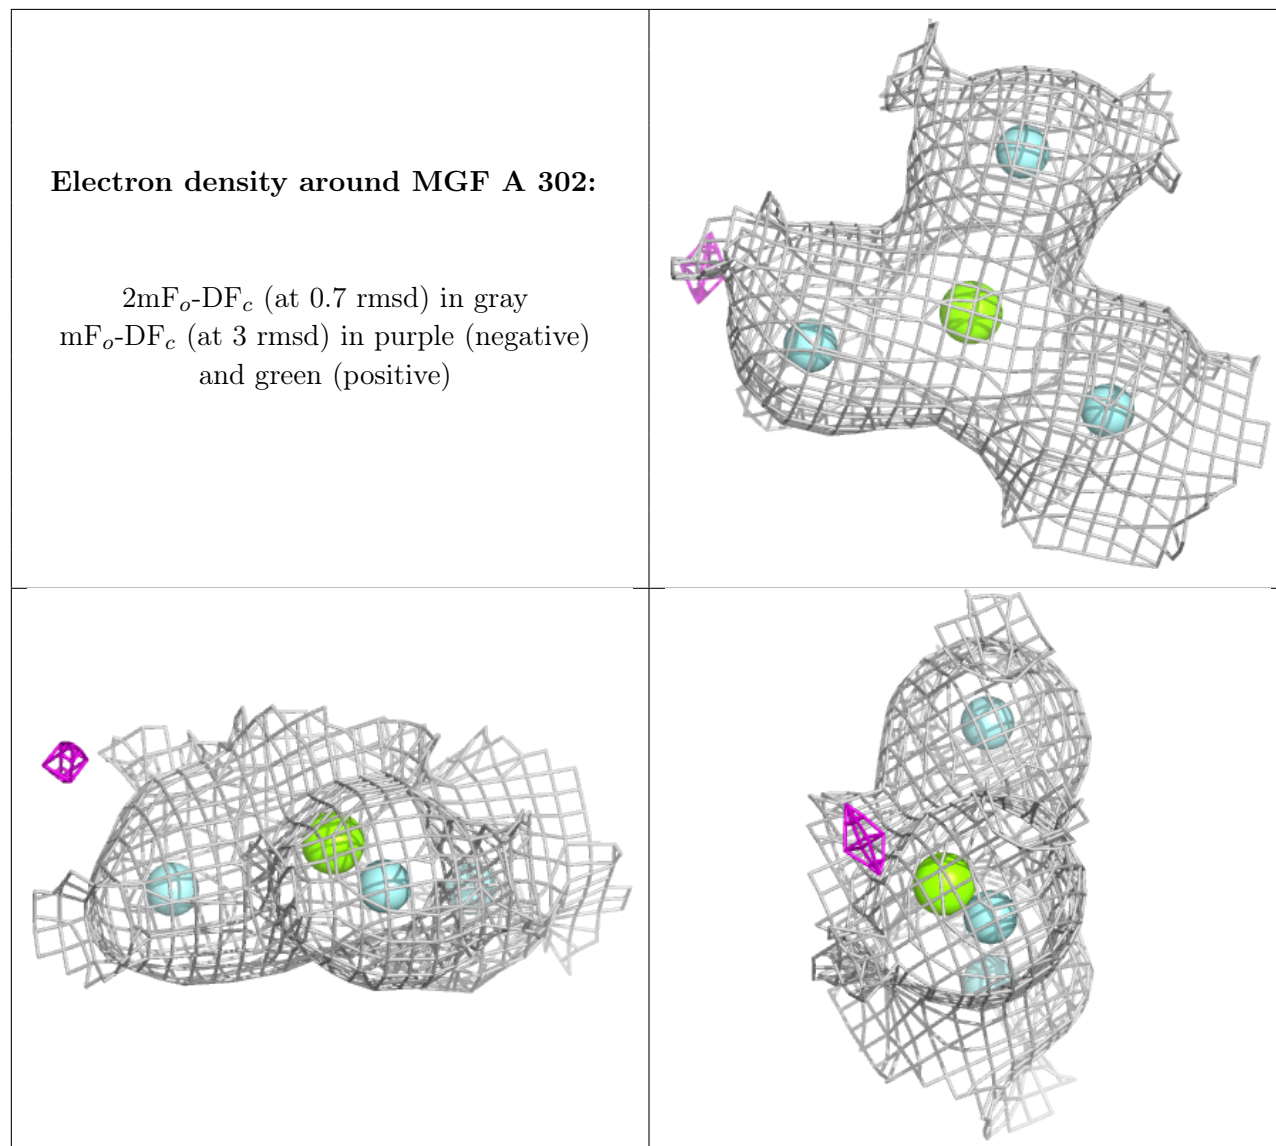 Electron density around MGF A 302:
2mFo-DFc (at 0.7 rmsd) in gray
mFo-DFc (at 3 rmsd) in purple (negative)
and green (positive)